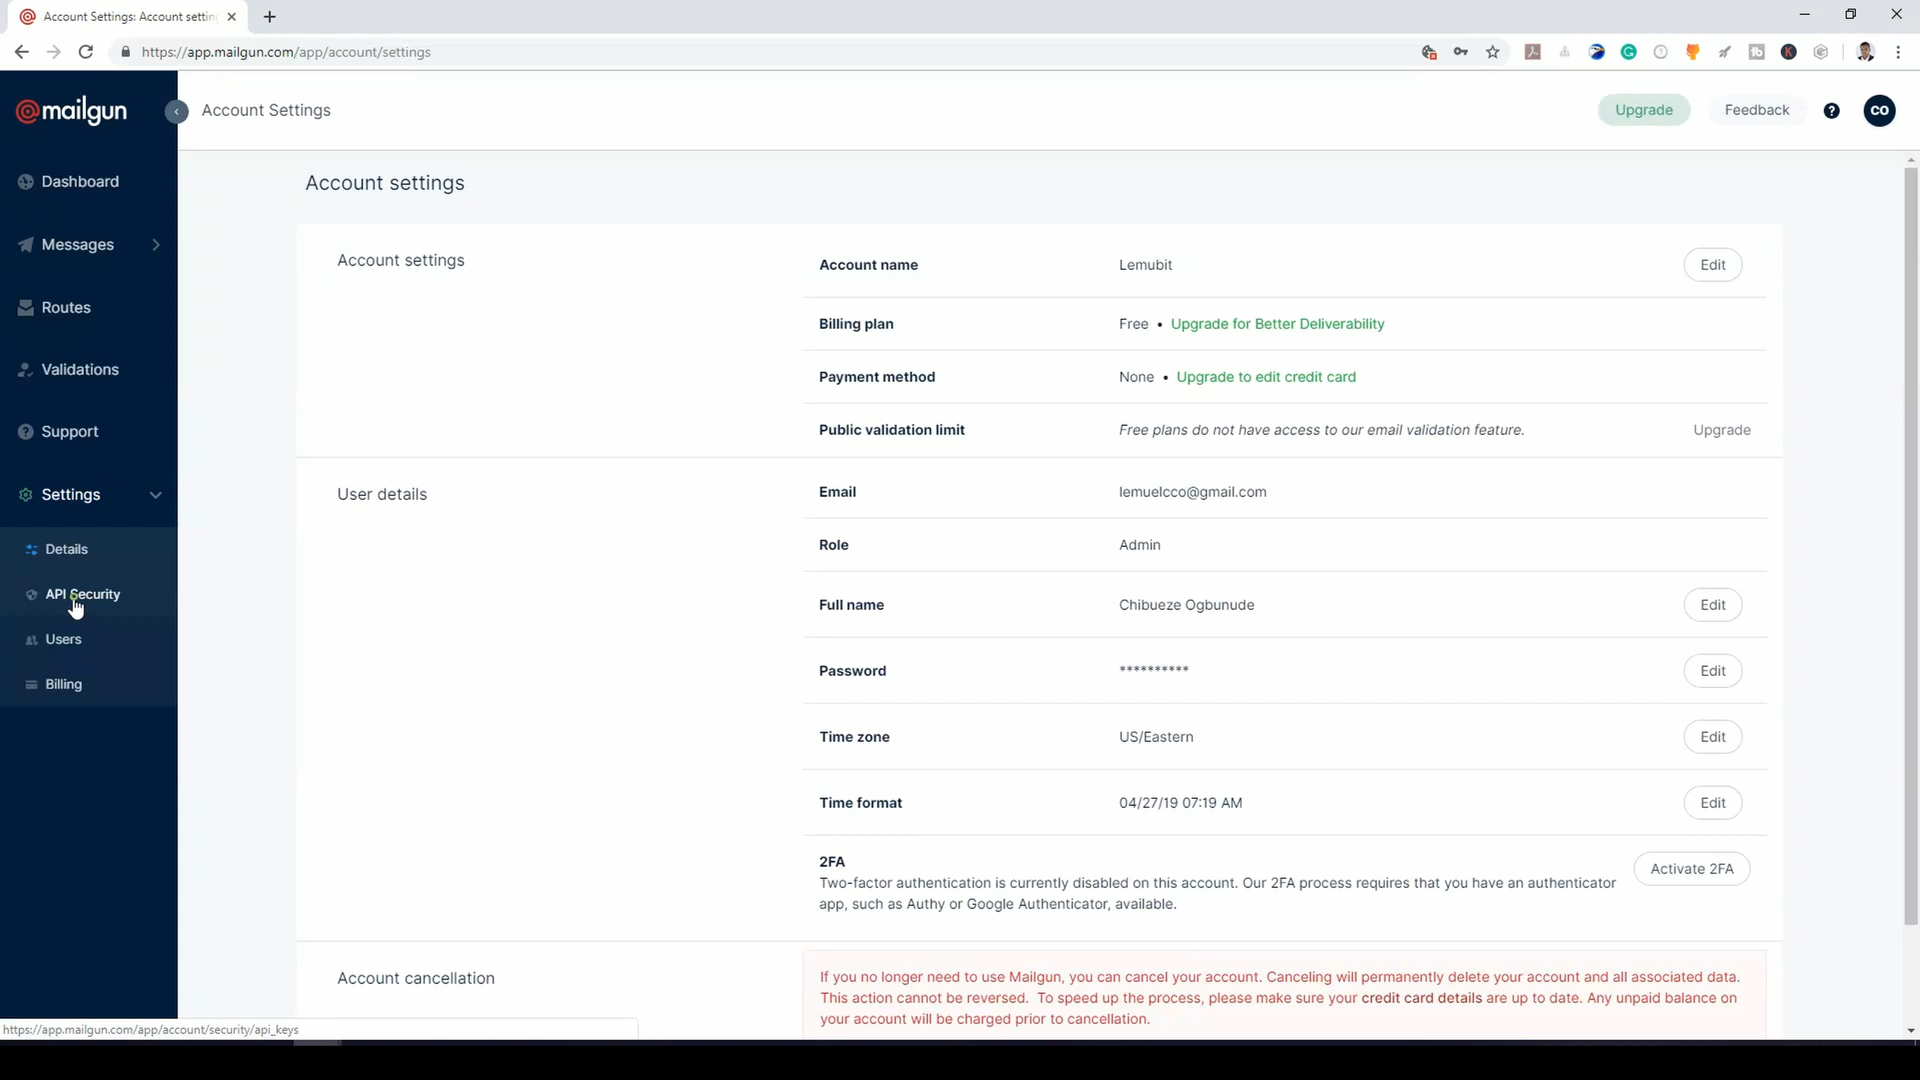 Account Settings: Account settin
https://app.mailgun.com/app/account/settings
mailgun
Account Settings
Upgrade
Feedback
?
CO
Dashboard
Messages
Routes
Validations
Support
Settings
Details
API Security
Users
Billing
Account settings
Account settings
Account name
Lemubit
Edit
Billing plan
Free • Upgrade for Better Deliverability
Payment method
None • Upgrade to edit credit card
Public validation limit
Free plans do not have access to our email validation feature.
Upgrade
User details
Email
lemuelcco@gmail.com
Role
Admin
Full name
Chibueze Ogbunude
Edit
Password
**********
Edit
Time zone
US/Eastern
Edit
Time format
04/27/19 07:19 AM
Edit
2FA
Two-factor authentication is currently disabled on this account. Our 2FA process requires that you have an authenticator
app, such as Authy or Google Authenticator, available.
Activate 2FA
Account cancellation
If you no longer need to use Mailgun, you can cancel your account. Canceling will permanently delete your account and all associated data.
This action cannot be reversed. To speed up the process, please make sure your credit card details are up to date. Any unpaid balance on
your account will be charged prior to cancellation.
https://app.mailgun.com/app/account/security/api_keys